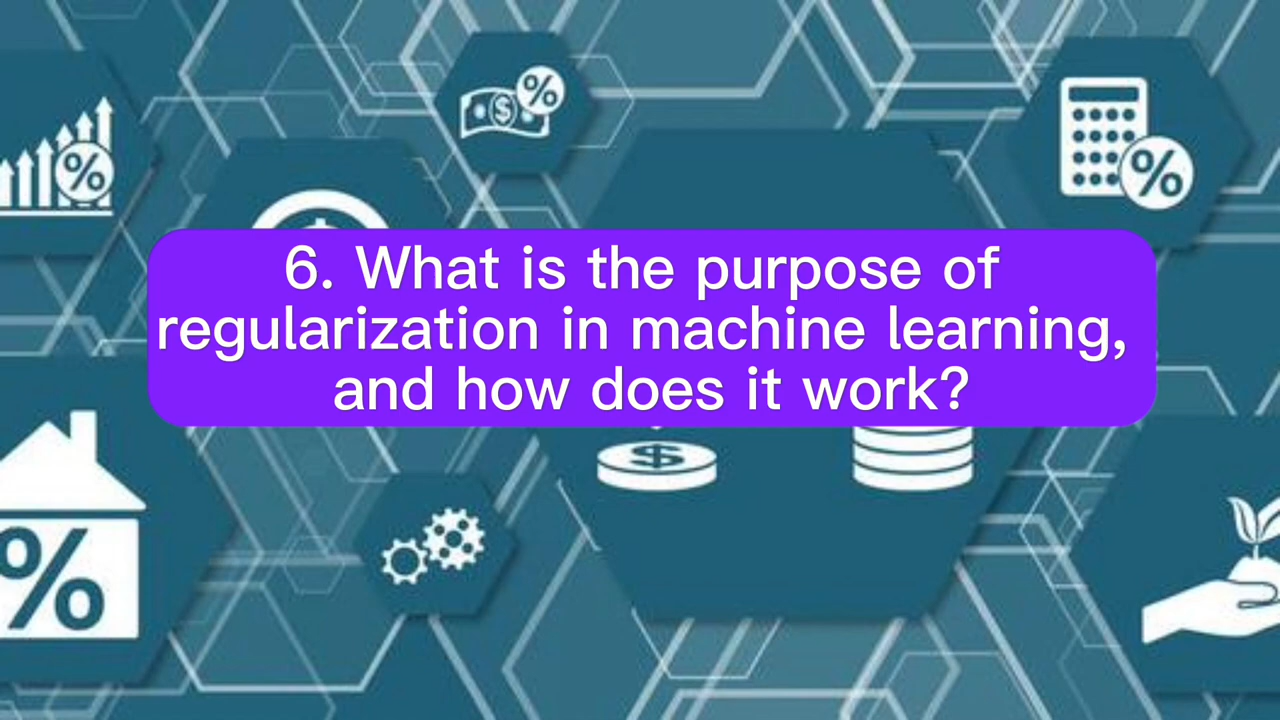 %
%
%
$
6. What is the purpose of
regularization in machine learning,
and how does it work?
$
%